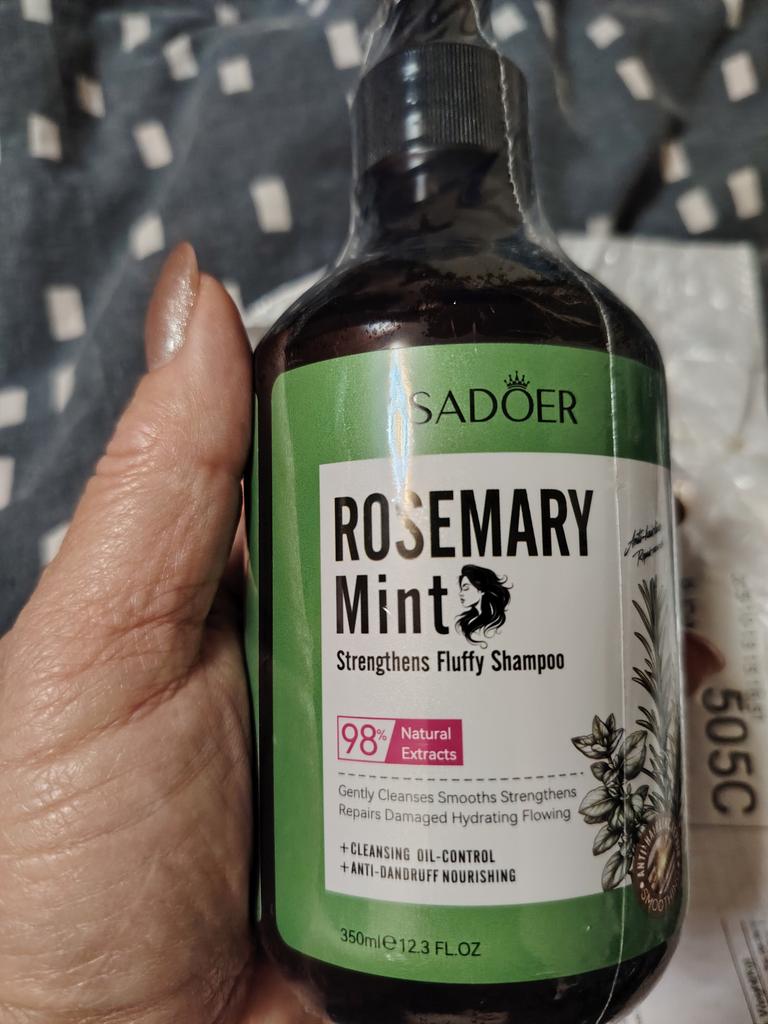 SADOER
ROSEMARY
Mint
Strengthens Fluffy Shampoo
98% Natural
Extracts
Gently Cleanses Smooths Strengthens
Repairs Damaged Hydrating Flowing
+CLEANSING OIL-CONTROL
+ANTI-DANDRUFF NOURISHING
350ml℮12.3 FL.OZ
505C